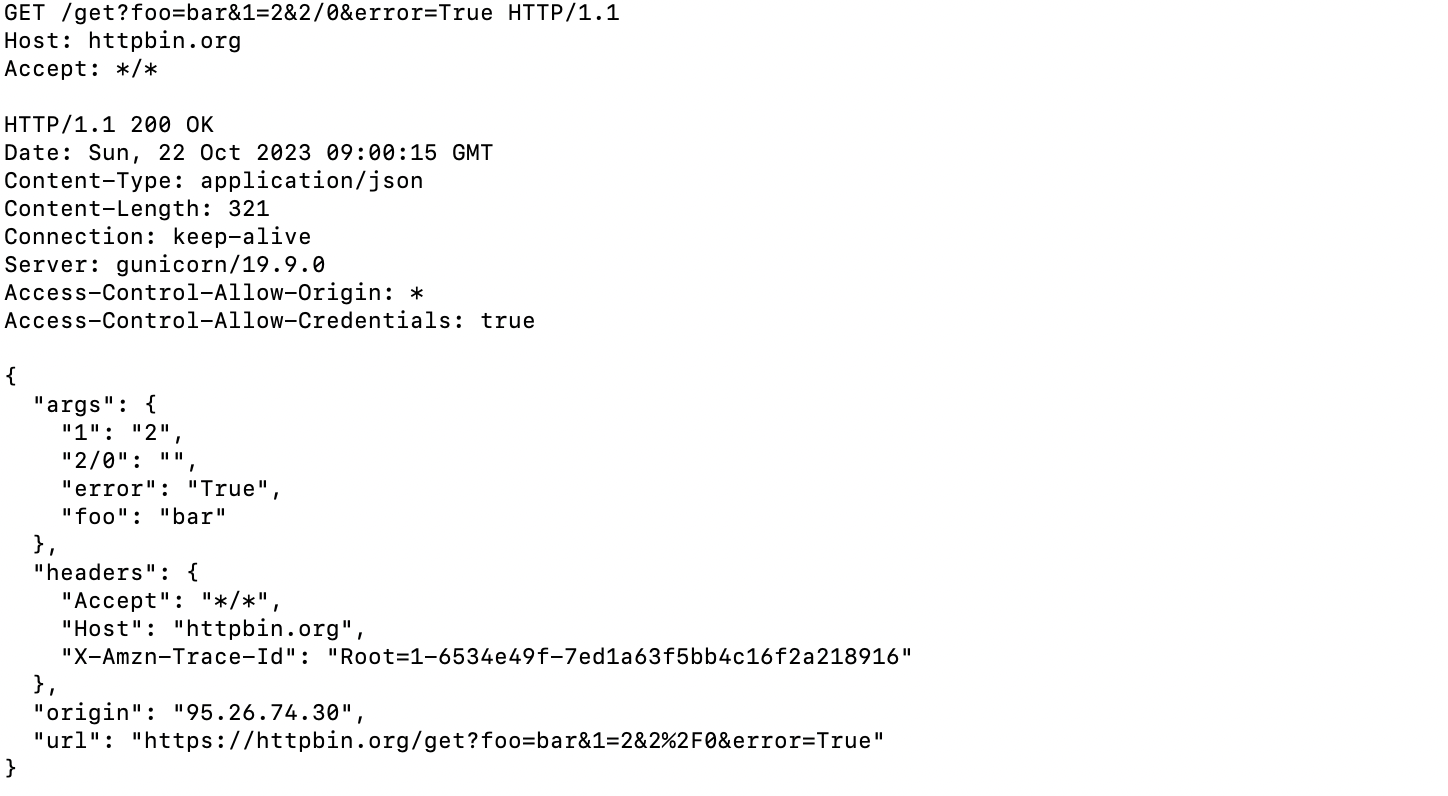 GET /get?foo=bar&1=2&2/0&error=True HTTP/1.1
Host: httpbin.org
Accept: */*

HTTP/1.1 200 OK
Date: Sun, 22 Oct 2023 09:00:15 GMT
Content-Type: application/json
Content-Length: 321
Connection: keep-alive
Server: gunicorn/19.9.0
Access-Control-Allow-Origin: *
Access-Control-Allow-Credentials: true

{
  "args": {
    "1": "2",
    "2/0": "",
    "error": "True",
    "foo": "bar"
  },
  "headers": {
    "Accept": "*/*",
    "Host": "httpbin.org",
    "X-Amzn-Trace-Id": "Root=1-6534e49f-7ed1a63f5bb4c16f2a218916"
  },
  "origin": "95.26.74.30",
  "url": "https://httpbin.org/get?foo=bar&1=2&2%2F0&error=True"
}